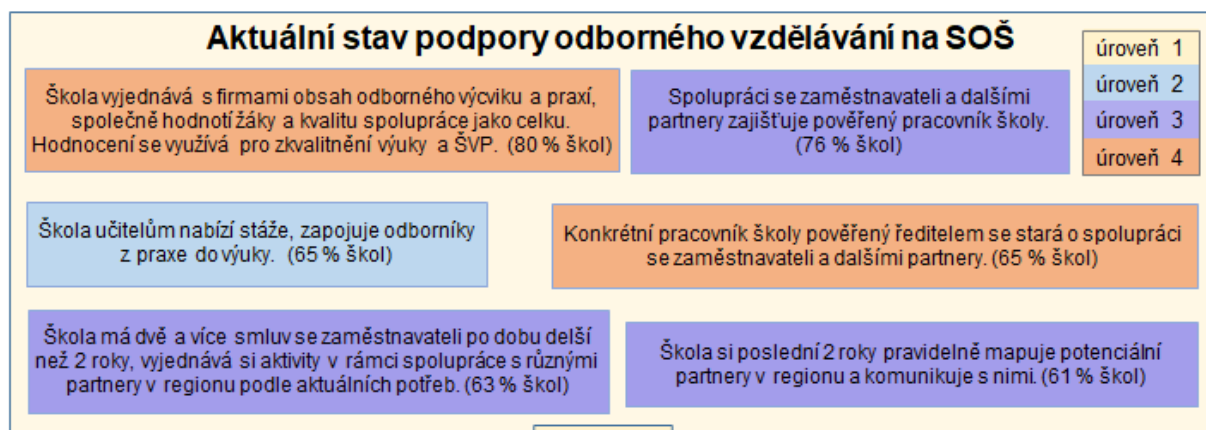 Aktuální stav podpory odborného vzdělávání na SOŠ
úroveň 1
úroveň 2
úroveň 3
úroveň 4
Škola vyjednává s firmami obsah odborného výcviku a praxí,
společně hodnotí žáky a kvalitu spolupráce jako celku.
Hodnocení se využívá pro zkvalitnění výuky a ŠVP. (80 % škol)
Spolupráci se zaměstnavateli a dalšími
partnery zajišťuje pověřený pracovník školy.
(76 % škol)
Škola učitelům nabízí stáže, zapojuje odborníky
z praxe do výuky. (65 % škol)
Konkrétní pracovník školy pověřený ředitelem se stará o spolupráci
se zaměstnavateli a dalšími partnery. (65 % škol)
Škola má dvě a více smluv se zaměstnavateli po dobu delší
než 2 roky, vyjednává si aktivity v rámci spolupráce s různými
partnery v regionu podle aktuálních potřeb. (63 % škol)
Škola si poslední 2 roky pravidelně mapuje potenciální
partnery v regionu a komunikuje s nimi. (61 % škol)